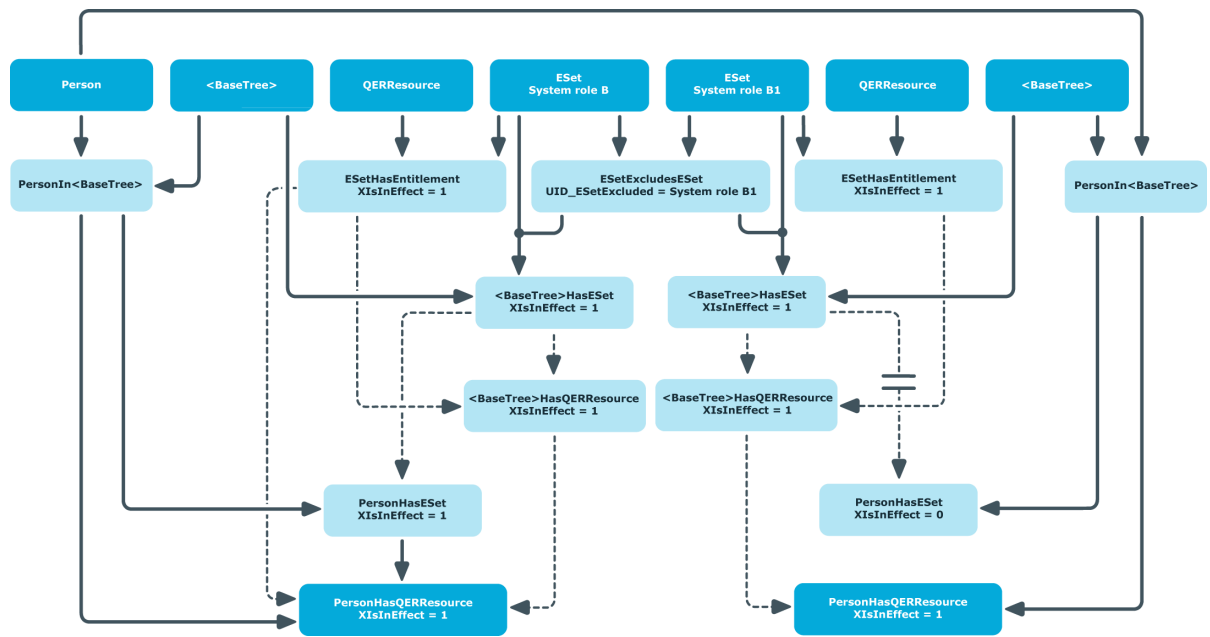 Person
<BaseTree>
QERResource
ESet
System role B
ESet
System role B1
QERResource
<BaseTree>
PersonIn<BaseTree>
ESetHasEntitlement
XIsInEffect = 1
ESetExcludesESet
UID_ESetExcluded = System role B1
ESetHasEntitlement
XIsInEffect = 1
PersonIn<BaseTree>
<BaseTree>HasESet
XIsInEffect = 1
<BaseTree>HasESet
XIsInEffect = 1
<BaseTree>HasQERResource
XIsInEffect = 1
<BaseTree>HasQERResource
XIsInEffect = 1
PersonHasESet
XIsInEffect = 1
PersonHasESet
XIsInEffect = 0
PersonHasQERResource
XIsInEffect = 1
PersonHasQERResource
XIsInEffect = 1